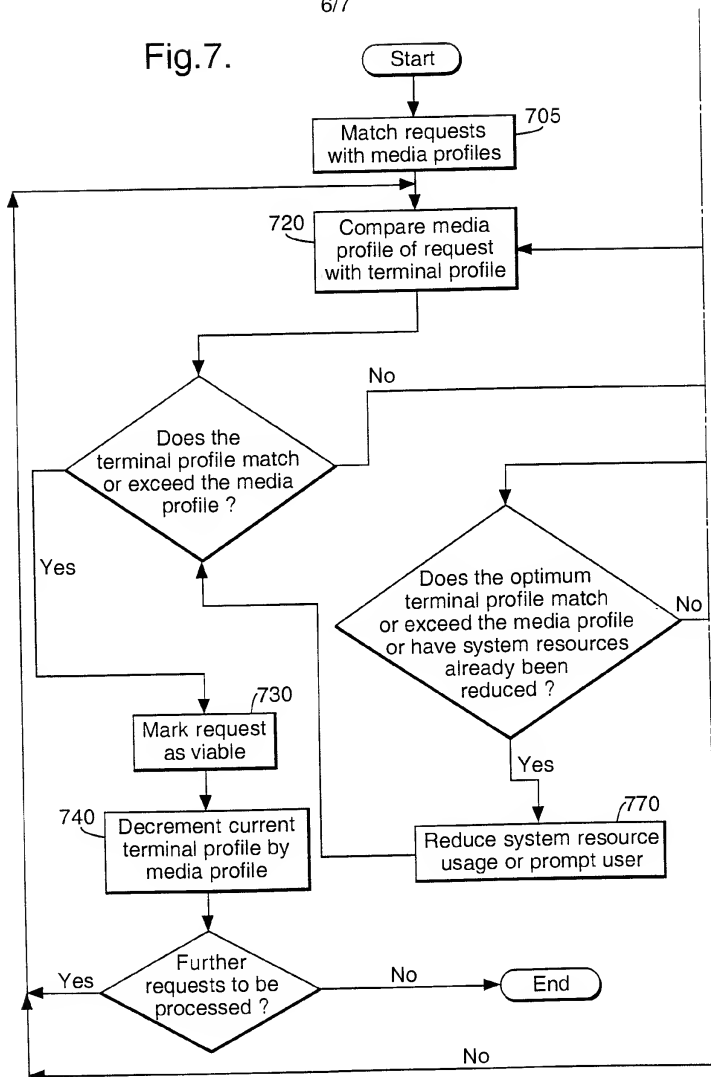 6/7
Fig.7.
Start
705
Match requests
with media profiles
720
Compare media
profile of request
with terminal profile
No
Does the
terminal profile match
or exceed the media
profile ?
Yes
Does the optimum
terminal profile match
or exceed the media profile
or have system resources
already been
reduced ?
No
730
Mark request
as viable
Yes
740
Decrement current
terminal profile by
media profile
770
Reduce system resource
usage or prompt user
Further
requests to be
processed ?
Yes
No
End
No